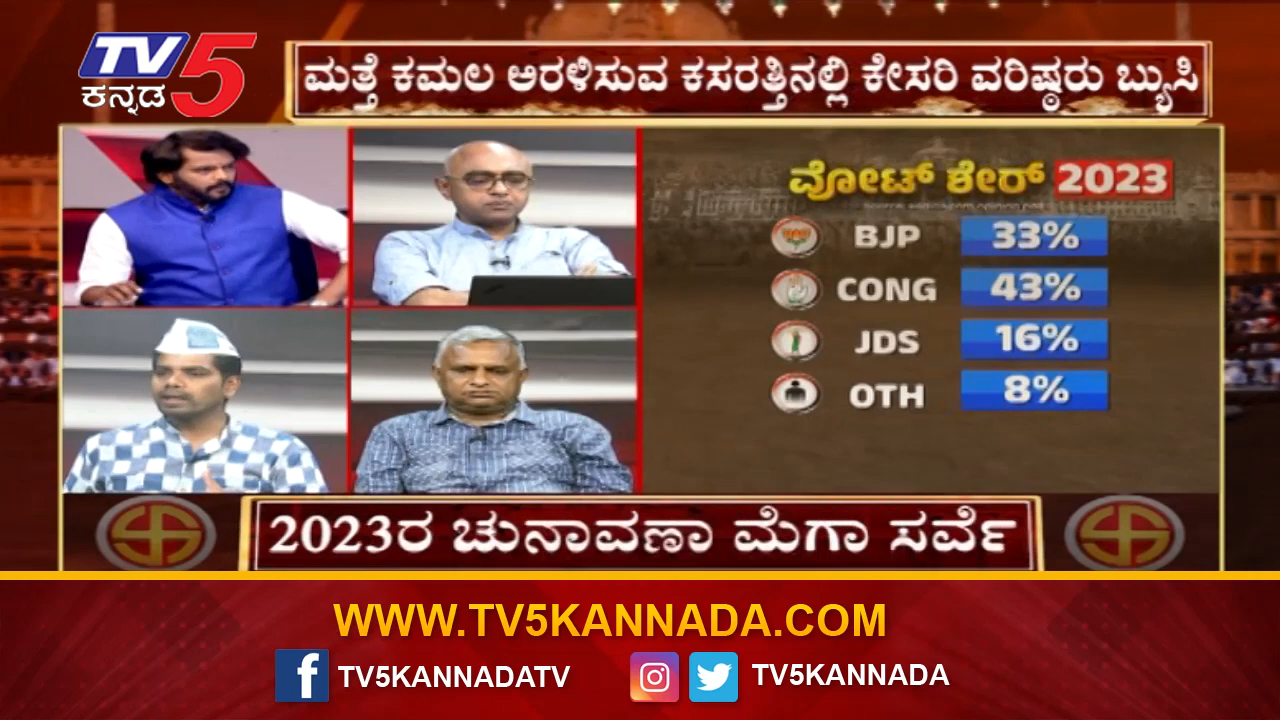 TV5
ಕನ್ನಡ
ಮತ್ತೆ ಕಮಲ ಅರಳಿಸುವ ಕಸರತ್ತಿನಲ್ಲಿ ಕೇಸರಿ ವರಿಷ್ಠರು ಬ್ಯುಸಿ
ವೋಟ್ ಶೇರ್ 2023
BJP 33%
CONG 43%
JDS 16%
OTH 8%
2023ರ ಚುನಾವಣಾ ಮೆಗಾ ಸರ್ವೆ
WWW.TV5KANNADA.COM
TV5KANNADATV TV5KANNADA